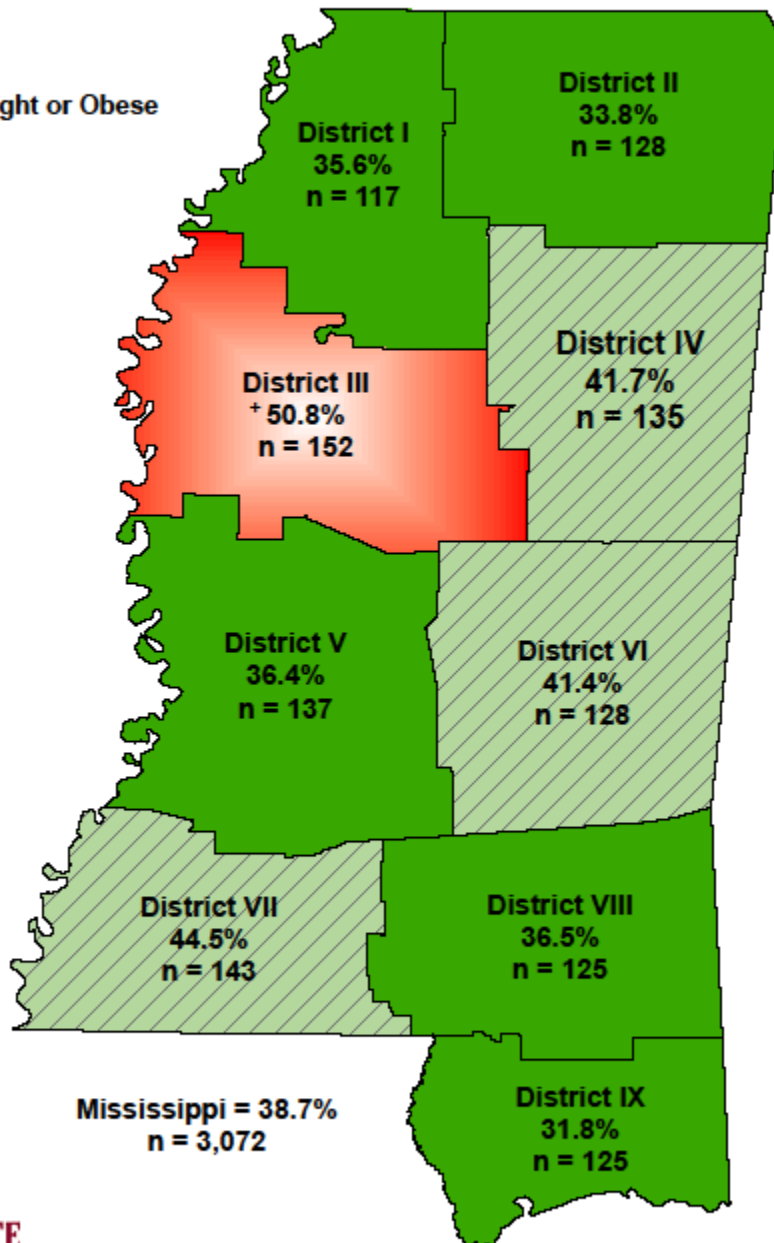 ght or Obese
District I
35.6%
n = 117
District II
33.8%
n = 128
District III
+ 50.8%
n = 152
District IV
41.7%
n = 135
District V
36.4%
n = 137
District VI
41.4%
n = 128
District VII
44.5%
n = 143
District VIII
36.5%
n = 125
District IX
31.8%
n = 125
Mississippi = 38.7%
n = 3,072
TE